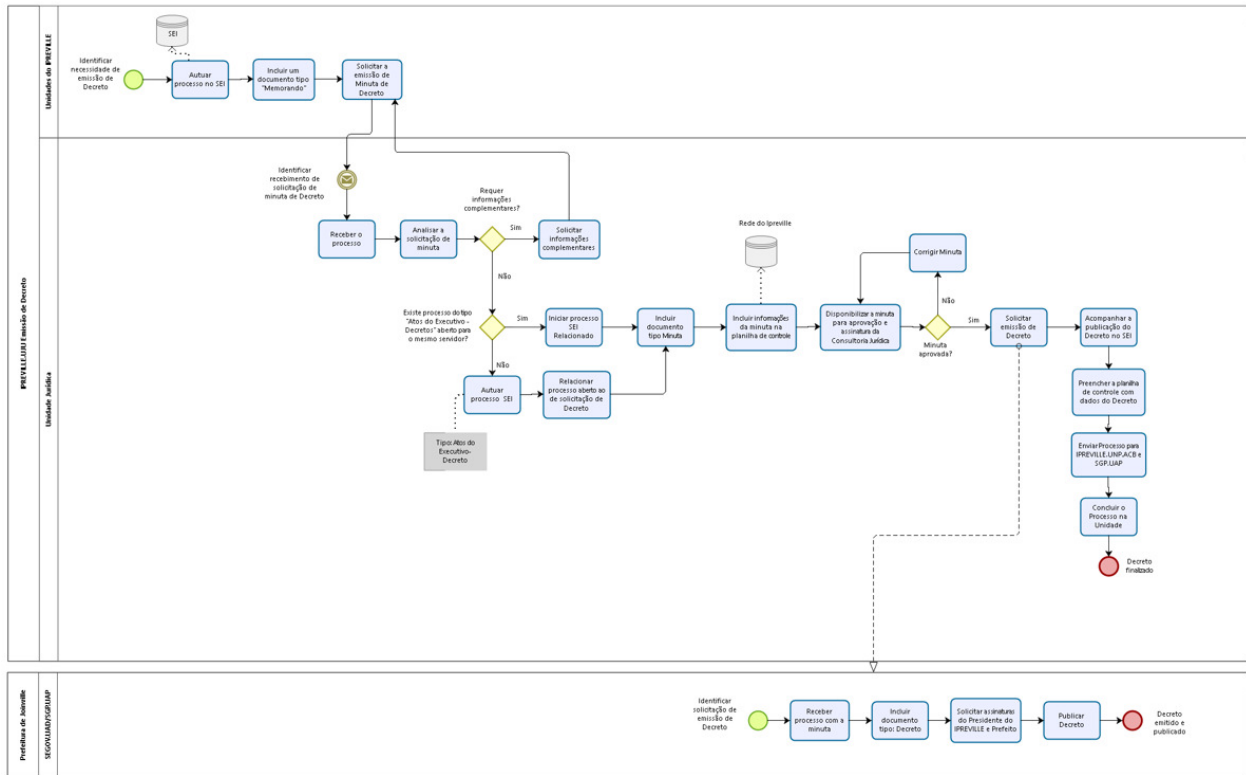 IPREVILLE.UJU Emissão de Decreto
Unidades do IPREVILLE
SEI
Identificar
necessidade de
emissão de
Decreto
Autuar
processo no SEI
Incluir um
documento tipo
"Memorando"
Solicitar a
emissão de
Minuta de
Decreto
Unidade Jurídica
Identificar
recebimento de
solicitação de
minuta de Decreto
Receber o
processo
Analisar a
solicitação de
minuta
Requer
informações
complementares?
Sim
Solicitar
informações
complementares
Não
Existe processo do tipo
"Atos do Executivo -
Decretos" aberto para
o mesmo servidor?
Sim
Iniciar processo
SEI
Relacionado
Incluir
documento
tipo Minuta
Rede do Ipreville
Incluir informações
da minuta na
planilha de controle
Disponibilizar a minuta
para aprovação e
assinatura da
Consultoria Jurídica
Corrigir Minuta
Não
Minuta
aprovada?
Sim
Solicitar
emissão de
Decreto
Acompanhar a
publicação do
Decreto no SEI
Não
Autuar
processo SEI
Relacionar
processo aberto ao
de solicitação de
Decreto
Tipo: Atos do
Executivo-
Decreto
Preencher a planilha
de controle com
dados do Decreto
Enviar Processo para
IPREVILLE.UNP.ACB e
SGP.UAP
Concluir o
Processo na
Unidade
Decreto
finalizado
Prefeitura de Joinville
SEGOV.UAD/SGP.UAP
Identificar
solicitação de
emissão de
Decreto
Receber
processo com a
minuta
Incluir
documento
tipo: Decreto
Solicitar assinaturas
do Presidente do
IPREVILLE e Prefeito
Publicar
Decreto
Decreto
emitido e
publicado